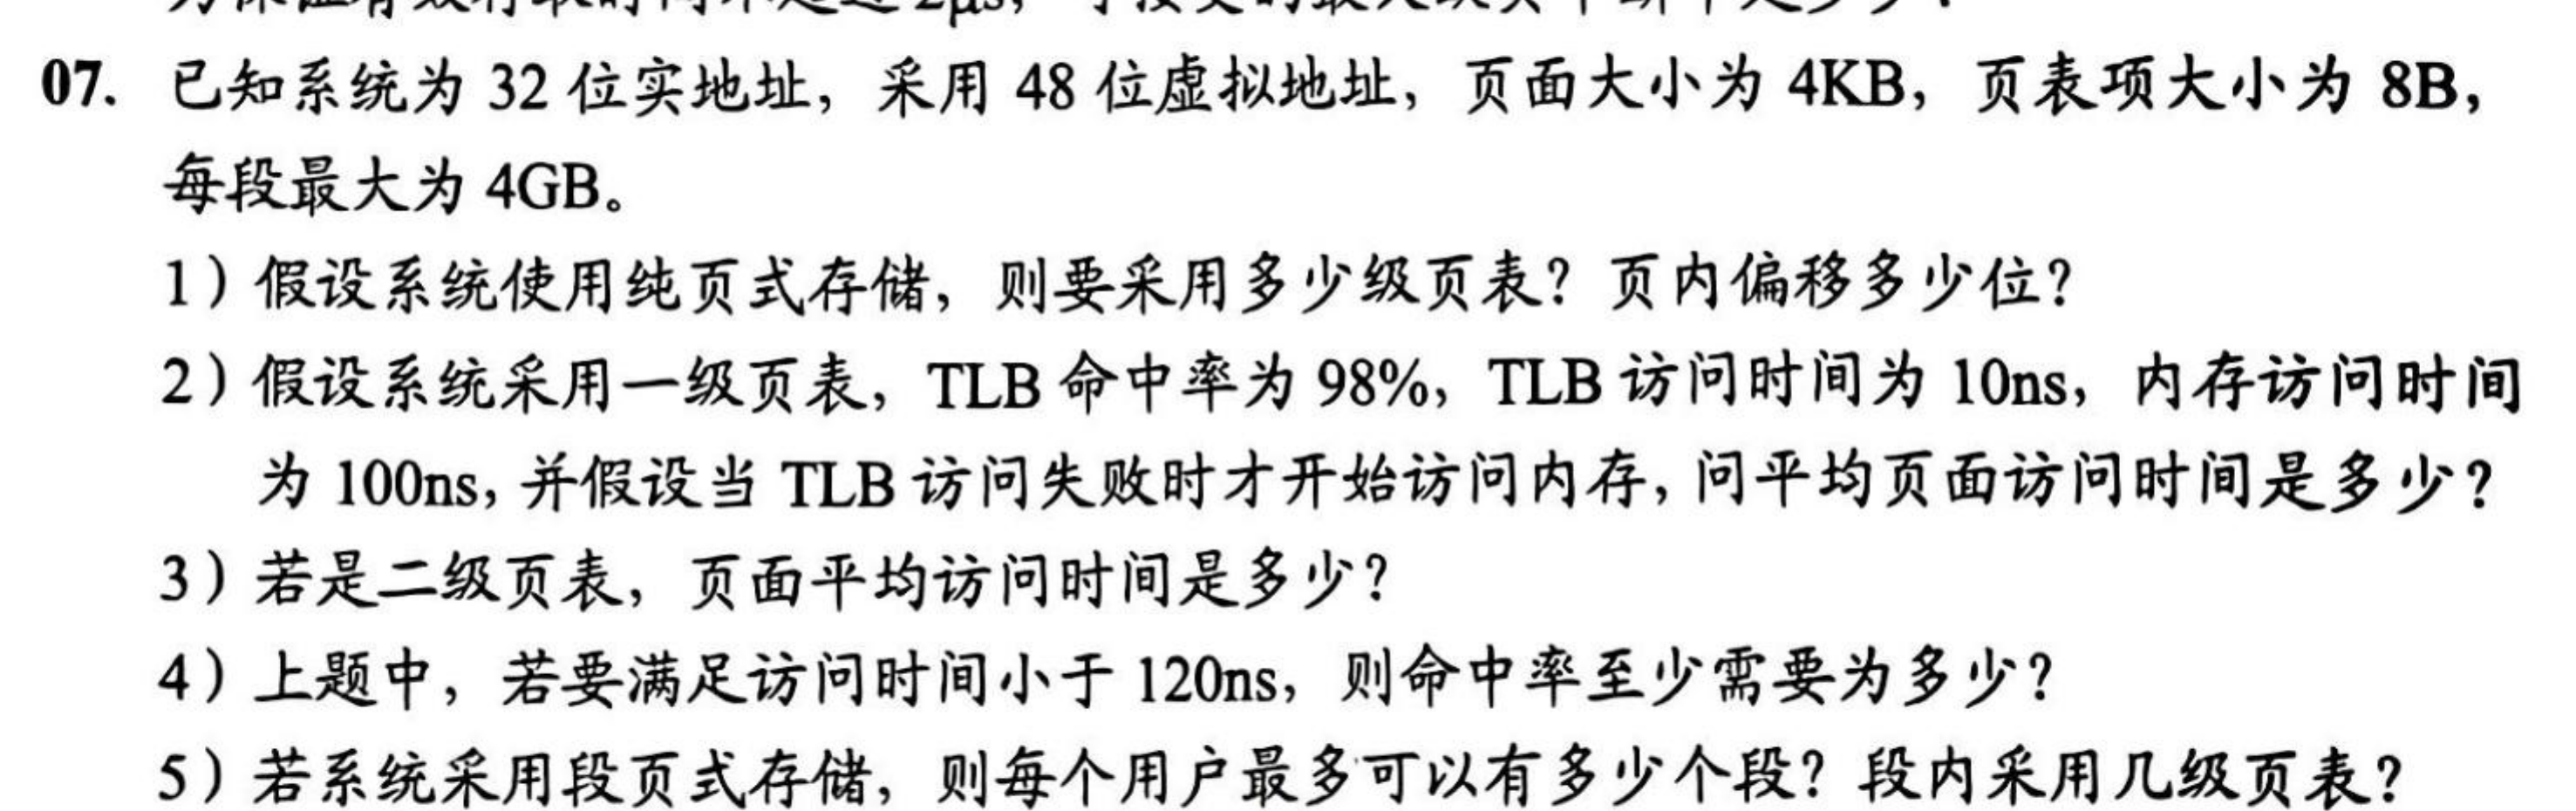 07. 已知系统为 32 位实地址，采用 48 位虚拟地址，页面大小为 4KB，页表项大小为 8B，
每段最大为 4GB。
1）假设系统使用纯页式存储，则要采用多少级页表？页内偏移多少位？
2）假设系统采用一级页表，TLB 命中率为 98%，TLB 访问时间为 10ns，内存访问时间
为 100ns，并假设当 TLB 访问失败时才开始访问内存，问平均页面访问时间是多少？
3）若是二级页表，页面平均访问时间是多少？
4）上题中，若要满足访问时间小于 120ns，则命中率至少需要为多少？
5）若系统采用段页式存储，则每个用户最多可以有多少个段？段内采用几级页表？